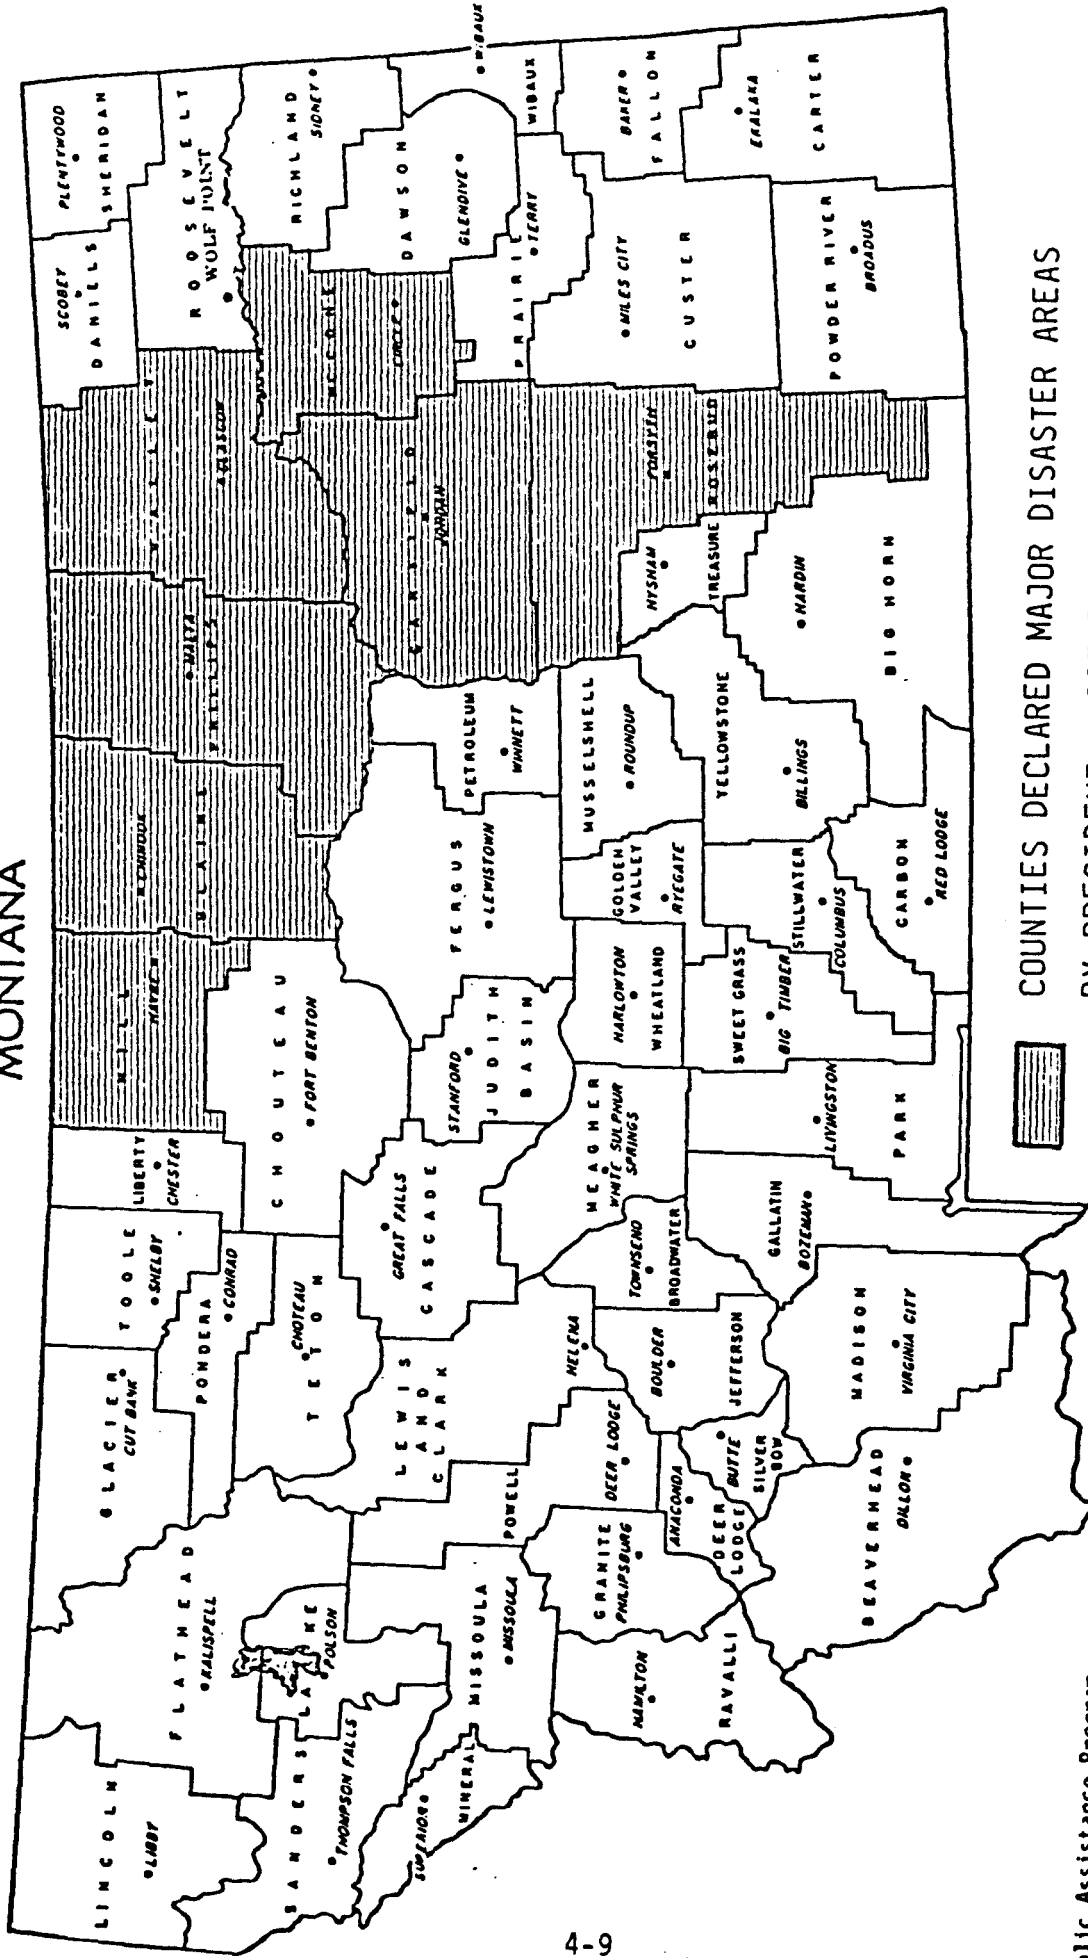 MONTANA
LINCOLN
LIBBY
FLATHEAD
KALISPELL
GLACIER
CUT BANK
TOOLE
SHELBY
LIBERTY
CHESTER
HILL
HAVRE
CHINOOK
BLAINE
MALTA
PHILLIPS
VALLEY
GLASGOW
SCOBEY
DANIELS
PLENTYWOOD
SHERIDAN
ROOSEVELT
WOLF POINT
SANDERS
THOMPSON FALLS
LAKE
POLSON
PONDERA
CONRAD
CHOTEAU
TETON
CHOUTEAU
FORT BENTON
MCCONE
CIRCLE
RICHLAND
SIDNEY
SUPERIOR
MINERAL
MISSOULA
MISSOULA
POWELL
DEER LODGE
LEWIS
AND
CLARK
HELENA
GREAT FALLS
CASCADE
STANFORD
JUDITH
BASIN
FERGUS
LEWISTOWN
PETROLEUM
WINNETT
GARFIELD
JORDAN
DAWSON
GLENDIVE
PRAIRIE
TERRY
WIBAUX
WIBAUX
HAMILTON
RAVALLI
GRANITE
PHILIPSBURG
ANACONDA
DEER
LODGE
BUTTE
SILVER
BOW
BOULDER
JEFFERSON
TOWNSEND
BROADWATER
MEAGHER
WHITE SULPHUR
SPRINGS
HARLOWTON
WHEATLAND
GOLDEN
VALLEY
RYEGATE
MUSSELSHELL
ROUNDUP
HYSHAM
TREASURE
FORSYTH
ROSEBUD
MILES CITY
CUSTER
BAKER
FALLON
BEAVERHEAD
DILLON
MADISON
VIRGINIA CITY
GALLATIN
BOZEMAN
LIVINGSTON
PARK
SWEET GRASS
BIG TIMBER
STILLWATER
COLUMBUS
CARBON
RED LODGE
YELLOWSTONE
BILLINGS
HARDIN
BIG HORN
POWDER RIVER
BROADUS
EKALAKA
CARTER
COUNTIES DECLARED MAJOR DISASTER AREAS
BY PRESIDENT
Assistance Program
4-9